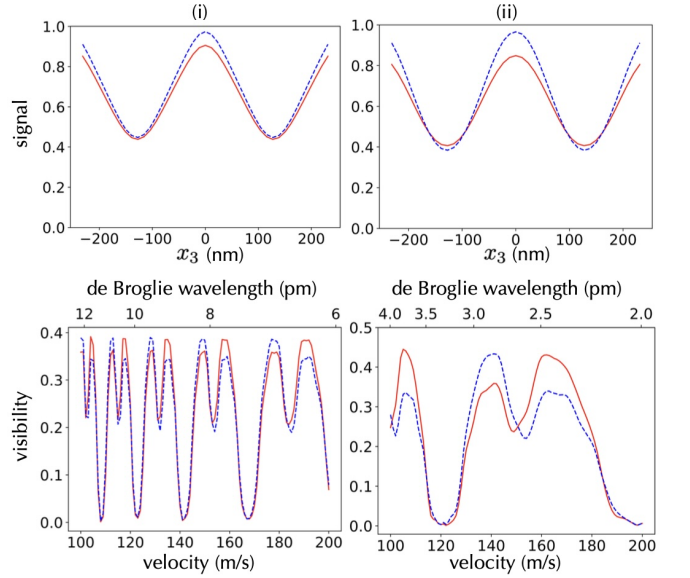 (i) (ii)
1.0 1.0
0.8 0.8
0.6 0.6
0.4 0.4
0.2 0.2
0.0 0.0
signal
−200 −100 0 100 200 −200 −100 0 100 200
x₃ (nm) x₃ (nm)
de Broglie wavelength (pm) de Broglie wavelength (pm)
12 10 8 6 4.0 3.5 3.0 2.5 2.0
0.4 0.5
0.3 0.4
0.2 0.3
0.1 0.2
0.0 0.1
0.0
visibility
100 120 140 160 180 200 100 120 140 160 180 200
velocity (m/s) velocity (m/s)